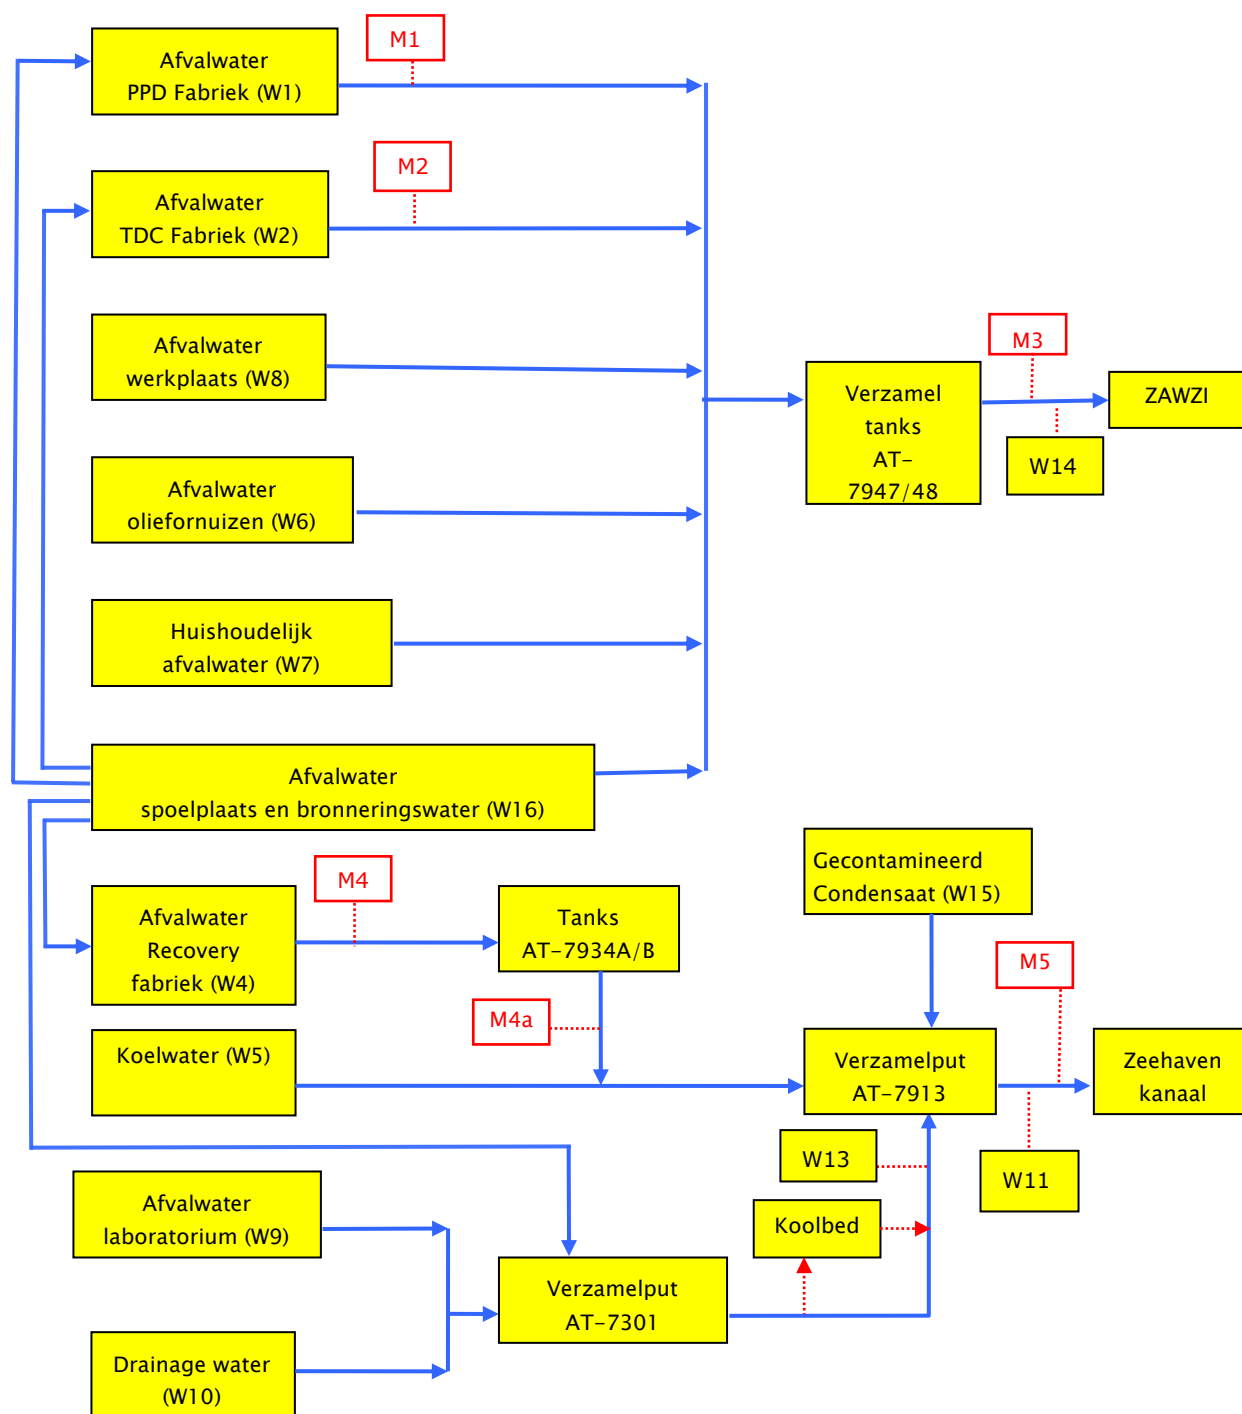 M1
Afvalwater
PPD Fabriek (W1)
M2
Afvalwater
TDC Fabriek (W2)
Afvalwater
werkplaats (W8)
M3
Verzamel
tanks
AT-
7947/48
ZAWZI
W14
Afvalwater
oliefornuizen (W6)
Huishoudelijk
afvalwater (W7)
Afvalwater
spoelplaats en bronneringswater (W16)
Gecontamineerd
Condensaat (W15)
M4
Afvalwater
Recovery
fabriek (W4)
Tanks
AT-7934A/B
M5
M4a
Koelwater (W5)
Verzamelput
AT-7913
Zeehaven
kanaal
W13
W11
Afvalwater
laboratorium (W9)
Koolbed
Verzamelput
AT-7301
Drainage water
(W10)